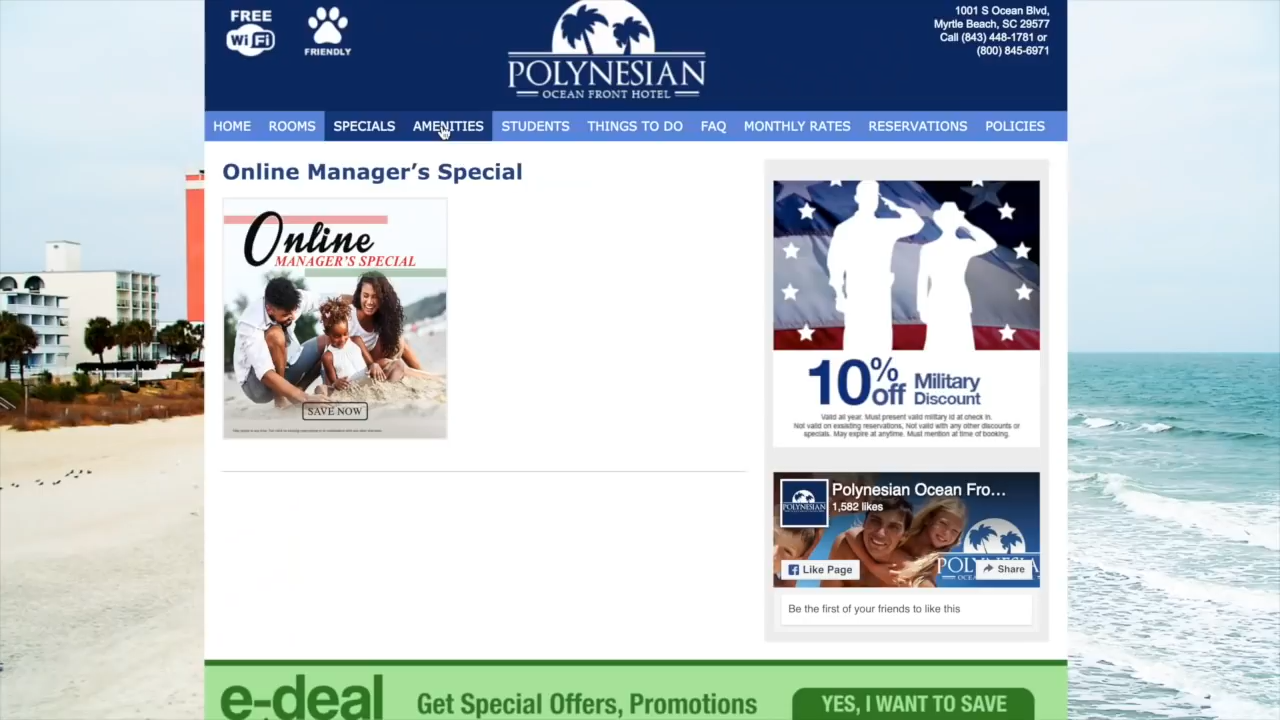 FREE
Wi Fi
FRIENDLY
POLYNESIAN
OCEAN FRONT HOTEL
1001 S Ocean Blvd,
Myrtle Beach, SC 29577
Call (843) 448-1781 or
(800) 845-6971
HOME ROOMS SPECIALS AMENITIES STUDENTS THINGS TO DO FAQ MONTHLY RATES RESERVATIONS POLICIES
Online Manager's Special
Online
MANAGER'S SPECIAL
SAVE NOW
10% off Military
Discount
Valid all year. Must present valid military id at check in.
Not valid on exsisting reservations, Not valid with any other discounts or
specials. May expire at anytime. Must mention at time of booking.
POLYNESIAN
Polynesian Ocean Fro...
1,582 likes
Like Page
Share
Be the first of your friends to like this
e-deal
Get Special Offers, Promotions
YES, I WANT TO SAVE